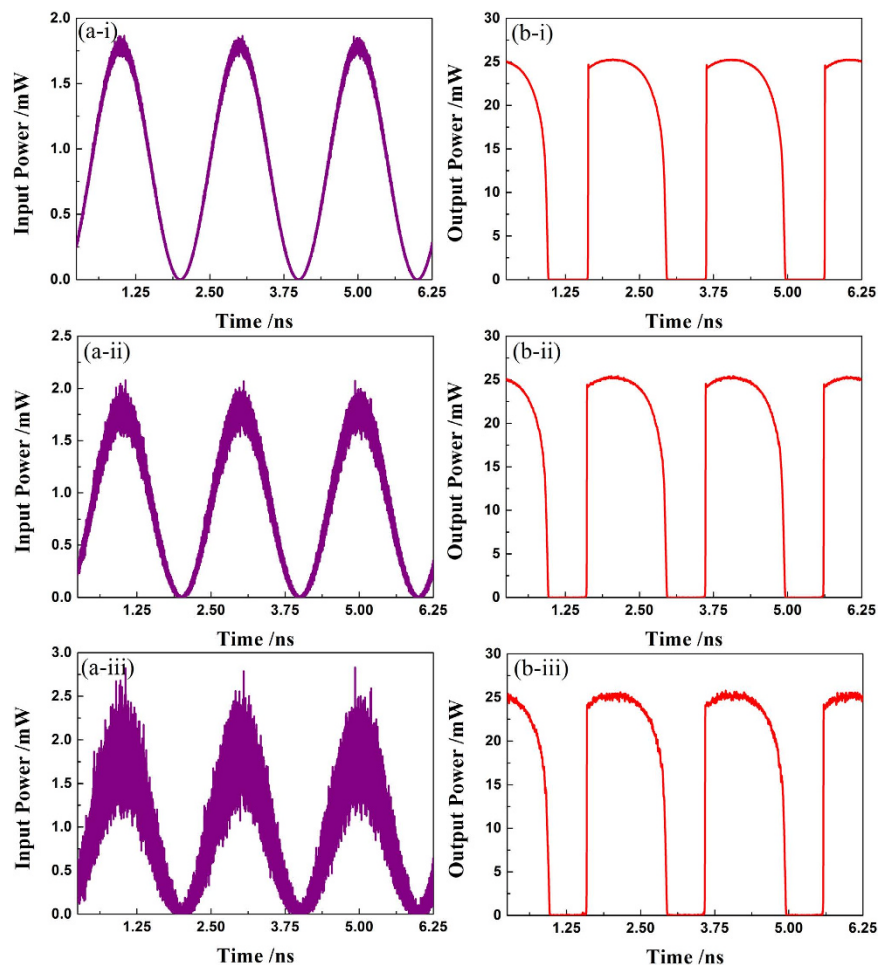 (a-i)
Input Power /mW
2.0
1.5
1.0
0.5
0.0
1.25 2.50 3.75 5.00 6.25
Time /ns
(b-i)
Output Power /mW
30
25
20
15
10
5
0
1.25 2.50 3.75 5.00 6.25
Time /ns
(a-ii)
Input Power /mW
2.5
2.0
1.5
1.0
0.5
0.0
1.25 2.50 3.75 5.00 6.25
Time /ns
(b-ii)
Output Power /mW
30
25
20
15
10
5
0
1.25 2.50 3.75 5.00 6.25
Time /ns
(a-iii)
Input Power /mW
3.0
2.5
2.0
1.5
1.0
0.5
0.0
1.25 2.50 3.75 5.00 6.25
Time /ns
(b-iii)
Output Power /mW
30
25
20
15
10
5
0
1.25 2.50 3.75 5.00 6.25
Time /ns